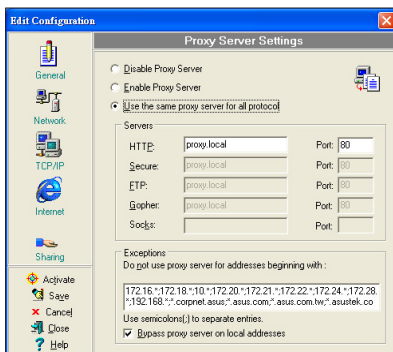 Edit Configuration
Proxy Server Settings
General
Network
TCP/IP
Internet
Sharing
Activate
Save
Cancel
Close
Help
Disable Proxy Server
Enable Proxy Server
Use the same proxy server for all protocol
Servers
HTTP: proxy.local Port: 80
Secure: proxy.local Port: 80
FTP: proxy.local Port: 80
Gopher: proxy.local Port: 80
Socks: Port:
Exceptions
Do not use proxy server for addresses beginning with :
172.16.*;172.18.*;10.*;172.20.*;172.21.*;172.22.*;172.24.*;172.28.
*;192.168.*;*.corpnet.asus;*.asus.com;*.asus.com.tw;*.asustek.co
Use semicolons(;) to separate entries.
Bypass proxy server on local addresses